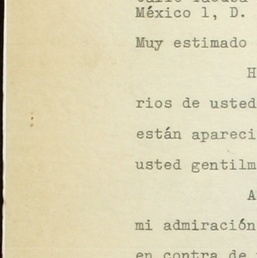 México 1, D.
Muy estimado
H
rios de usted
están apareci
usted gentilm
A
mi admiración
en contra de